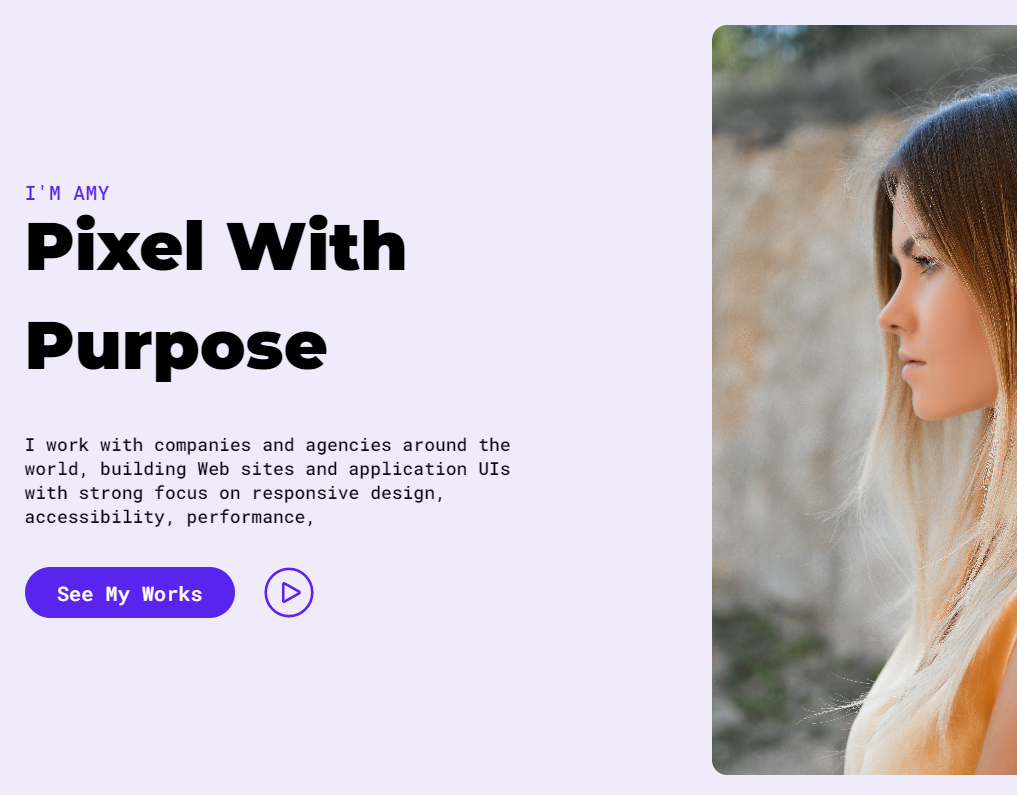 I'M AMY
Pixel With
Purpose
I work with companies and agencies around the
world, building Web sites and application UIs
with strong focus on responsive design,
accessibility, performance,
See My Works